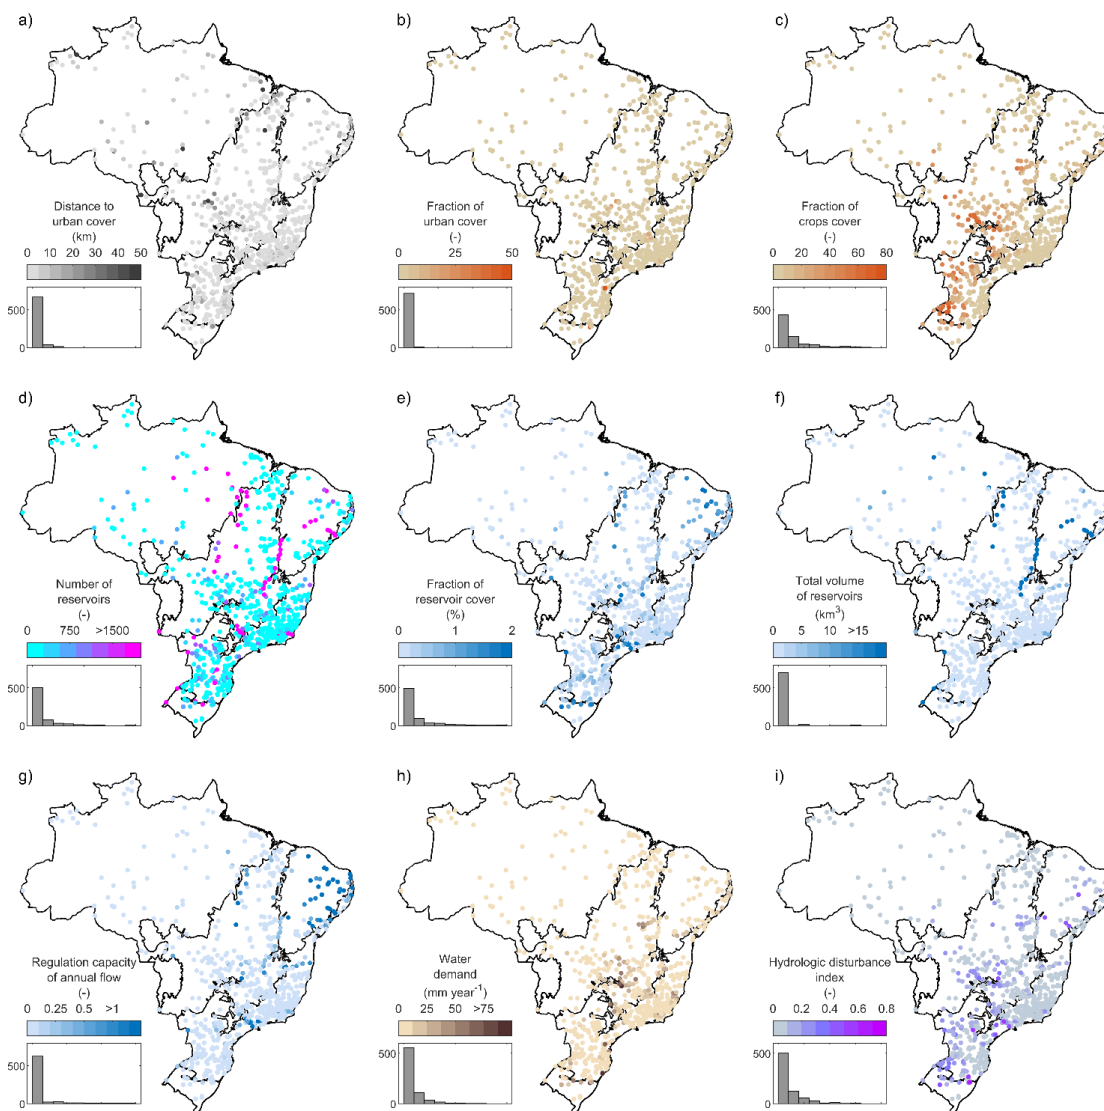 a)
Distance to
urban cover
(km)
0 10 20 30 40 50
500
0
b)
Fraction of
urban cover
(-)
0 25 50
500
0
c)
Fraction of
crops cover
(-)
0 20 40 60 80
500
0
d)
Number of
reservoirs
(-)
0 750 >1500
500
0
e)
Fraction of
reservoir cover
(%)
0 1 2
500
0
f)
Total volume
of reservoirs
(km³)
0 5 10 >15
500
0
g)
Regulation capacity
of annual flow
(-)
0 0.25 0.5 >1
500
0
h)
Water
demand
(mm year⁻¹)
0 25 50 >75
500
0
i)
Hydrologic disturbance
index
(-)
0 0.2 0.4 0.6 0.8
500
0